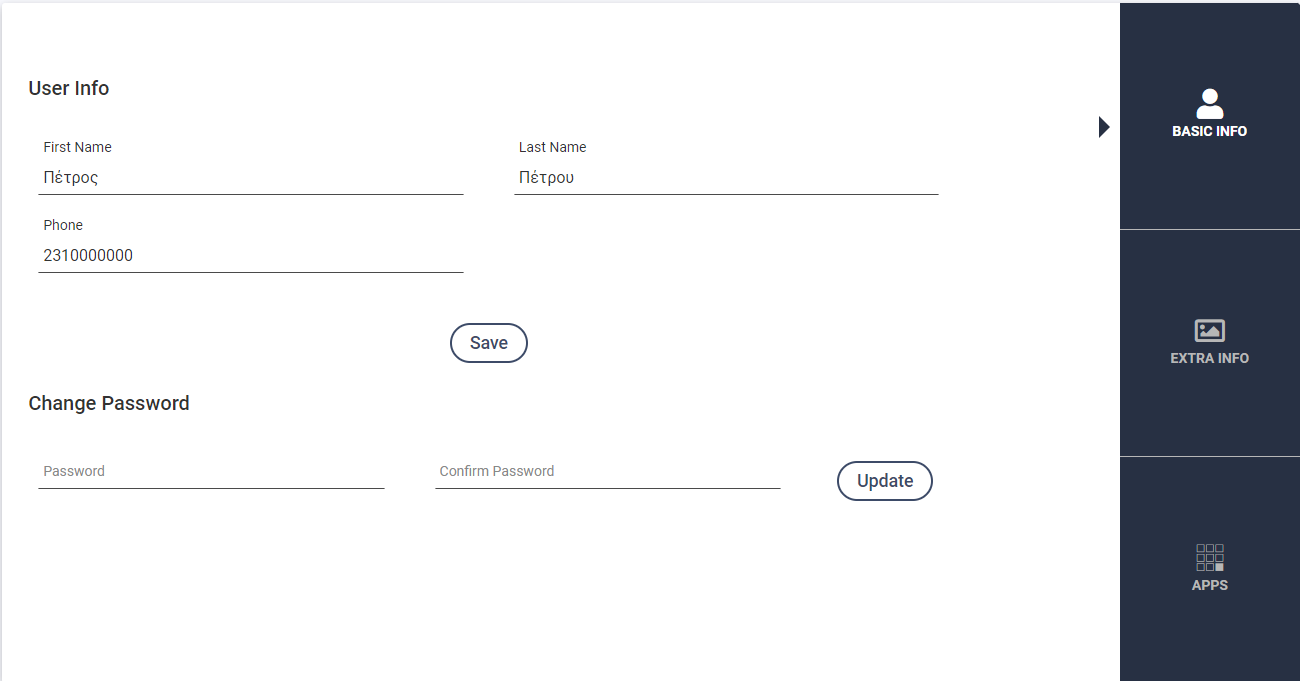 User Info
First Name
Last Name
Πέτρος
Πέτρου
Phone
2310000000
Save
Change Password
Password
Confirm Password
Update
BASIC INFO
EXTRA INFO
APPS